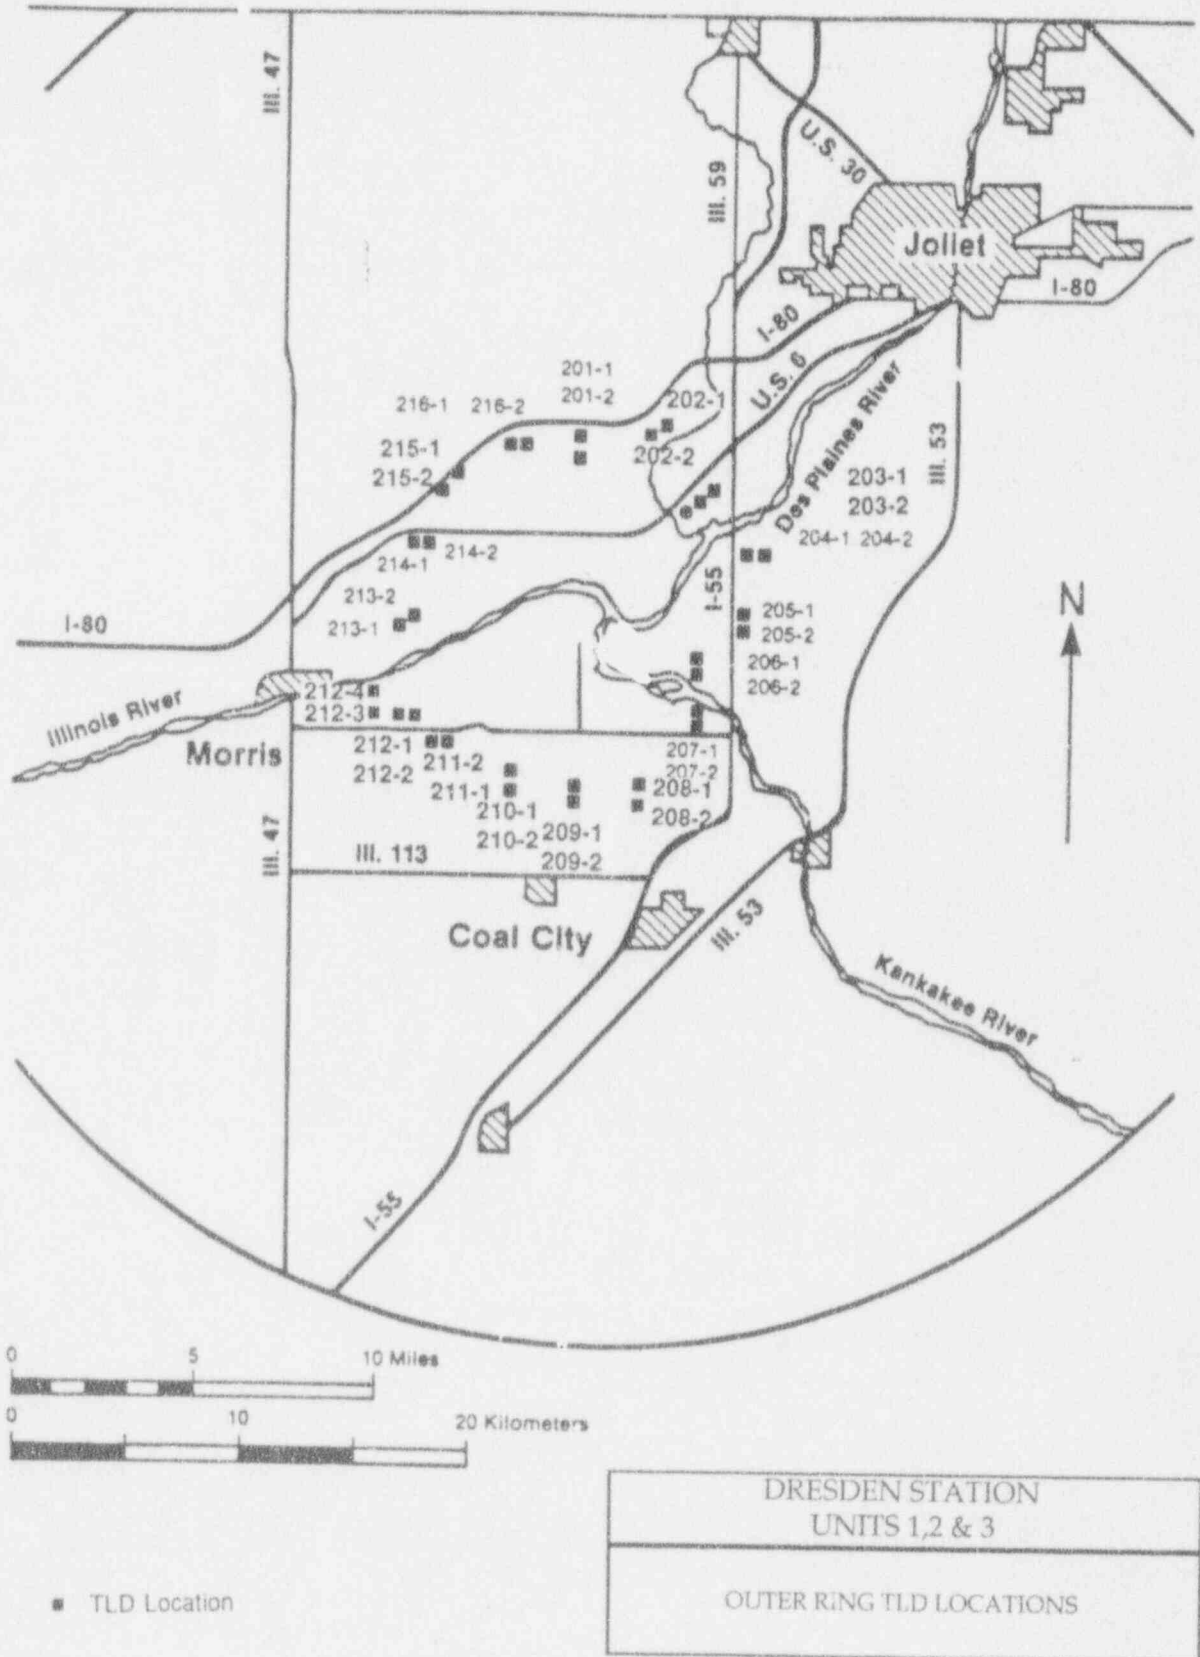 Ill. 47
Ill. 59
U.S. 30
Joliet
I-80
I-80
U.S. 6
Des Plaines River
Ill. 53
201-1
201-2
216-1 216-2
202-1
215-1
202-2
215-2
203-1
203-2
204-1 204-2
214-1
214-2
213-2
213-1
I-55
205-1
205-2
206-1
206-2
N
I-80
Illinois River
Morris
212-4
212-3
212-1
212-2
211-2
211-1
210-1
210-2
209-1
209-2
207-1
207-2
208-1
208-2
Ill. 47
Ill. 113
Coal City
Ill. 53
Kankakee River
I-55
0 5 10 Miles
0 10 20 Kilometers
TLD Location
DRESDEN STATION
UNITS 1,2 & 3
OUTER RING TLD LOCATIONS